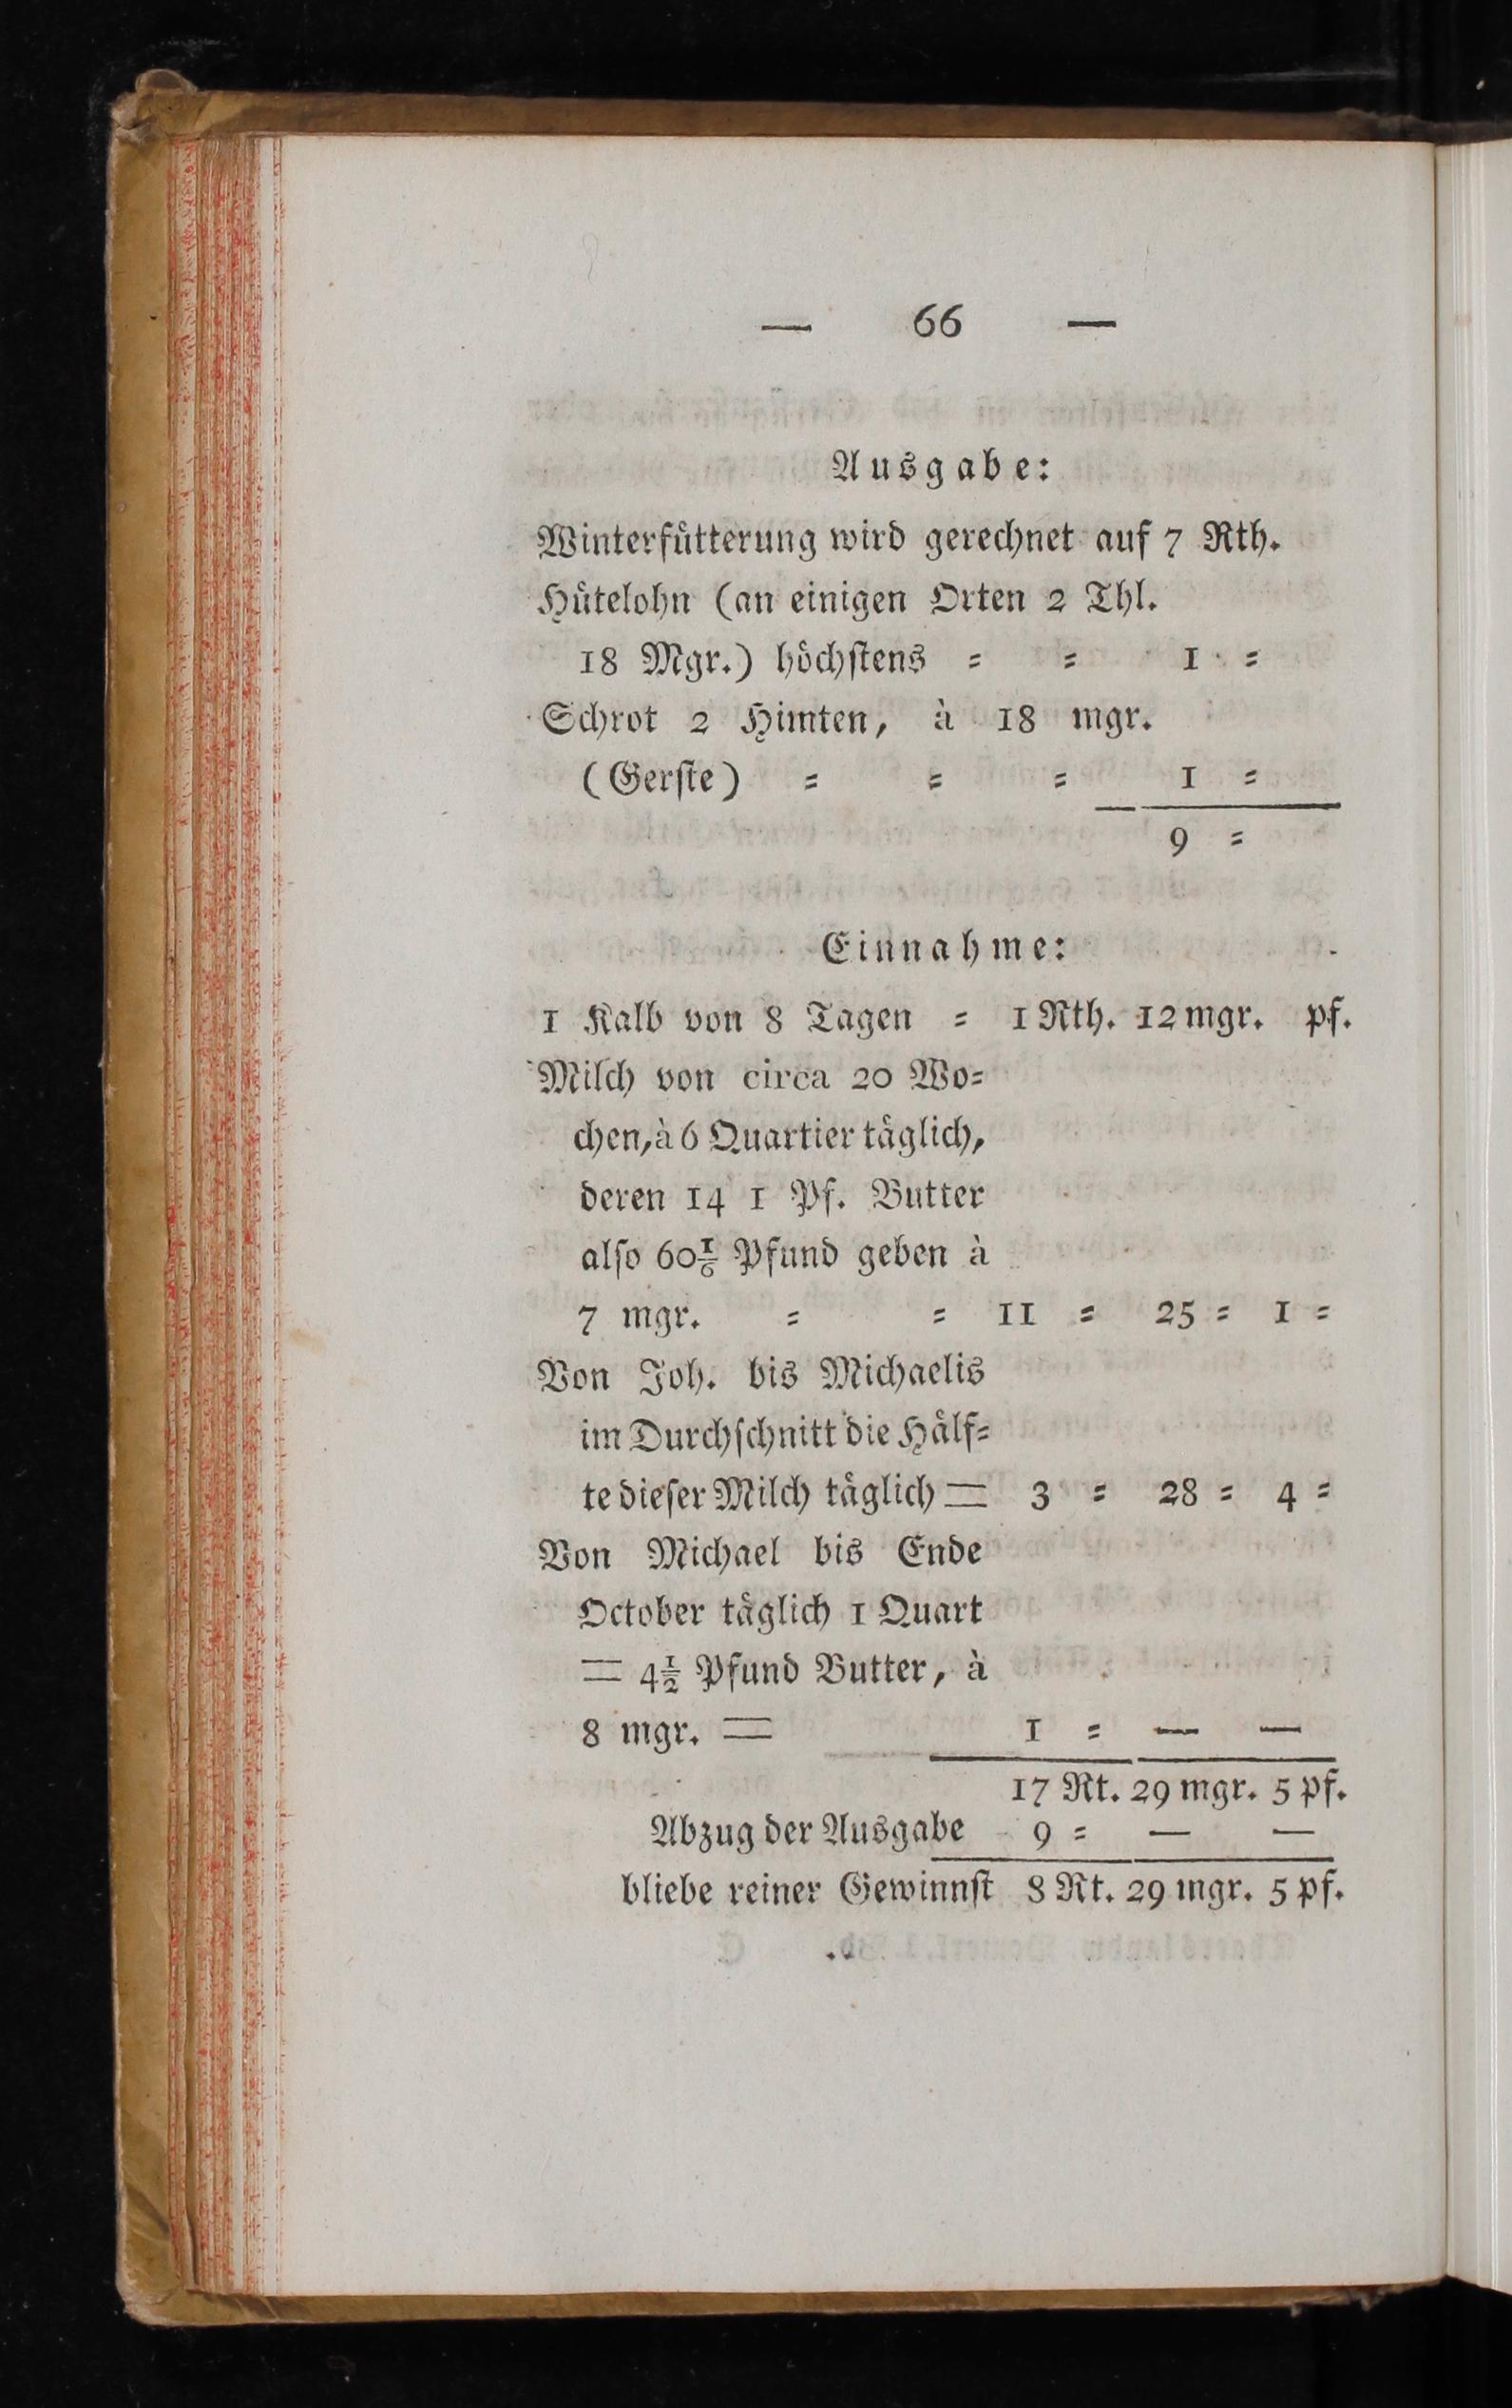 — 66 —
Ausgabe:
Winterfütterung wird gerechnet auf 7 Rth.
Hütelohn (an einigen Orten 2 Thl.
18 Mgr.) höchstens = = 1 =
Schrot 2 Himten, à 18 mgr.
(Gerste) = = = 1 =
9 =
Einnahme:
1 Kalb von 8 Tagen = 1 Rth. 12 mgr. pf.
Milch von circa 20 Wo=
chen, à 6 Quartier täglich,
deren 14 1 Pf. Butter
also 60 1/6 Pfund geben à
7 mgr. = = 11 = 25 = 1 =
Von Joh. bis Michaelis
im Durchschnitt die Hälf=
te dieser Milch täglich = 3 = 28 = 4 =
Von Michael bis Ende
October täglich 1 Quart
= 4 1/2 Pfund Butter, à
8 mgr. = 1 = — —
17 Rt. 29 mgr. 5 pf.
Abzug der Ausgabe 9 = — —
bliebe reiner Gewinnst 8 Rt. 29 mgr. 5 pf.